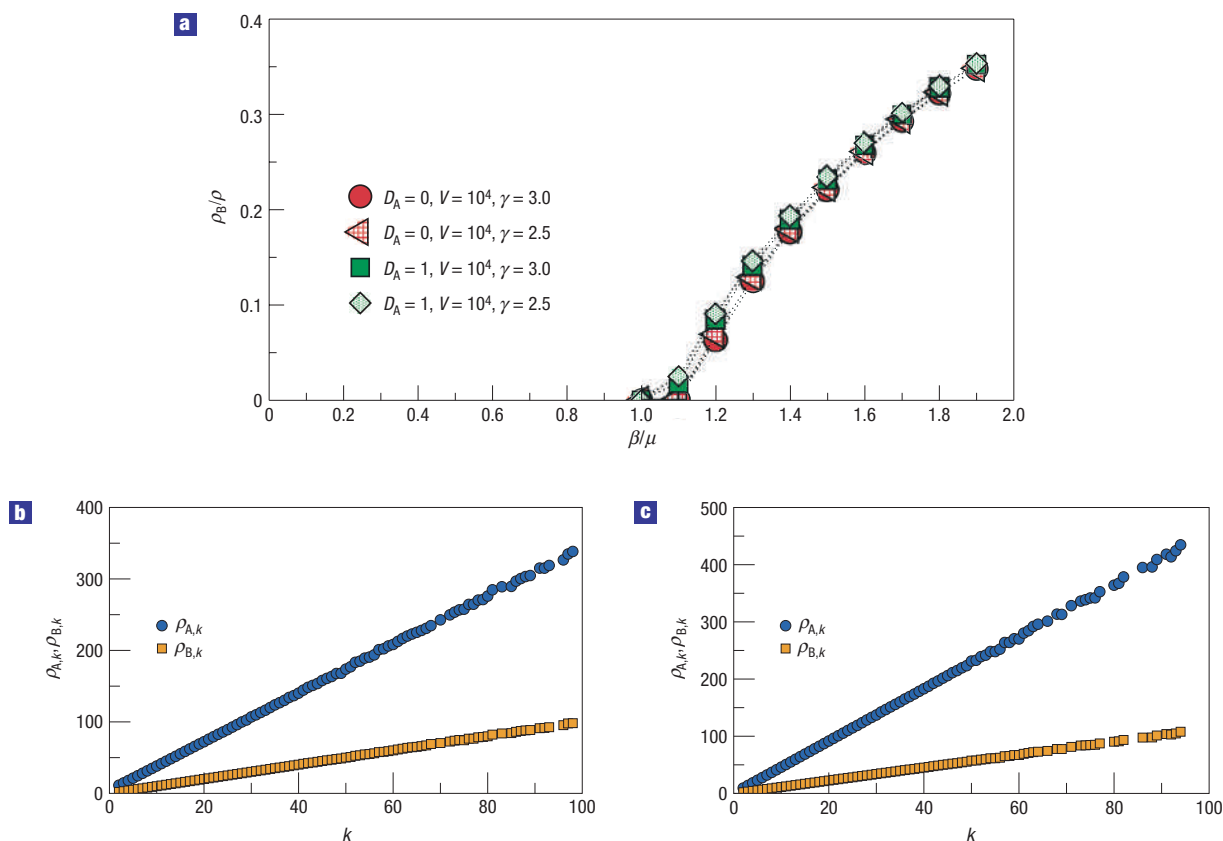 a
0.4
0.3
0.2
0.1
0
ρB/ρ
DA = 0, V = 10⁴, γ = 3.0
DA = 0, V = 10⁴, γ = 2.5
DA = 1, V = 10⁴, γ = 3.0
DA = 1, V = 10⁴, γ = 2.5
0 0.2 0.4 0.6 0.8 1.0 1.2 1.4 1.6 1.8 2.0
β/μ
b
400
300
200
100
0
ρA,k, ρB,k
ρA,k
ρB,k
0 20 40 60 80 100
k
c
500
400
300
200
100
0
ρA,k, ρB,k
ρA,k
ρB,k
0 20 40 60 80 100
k